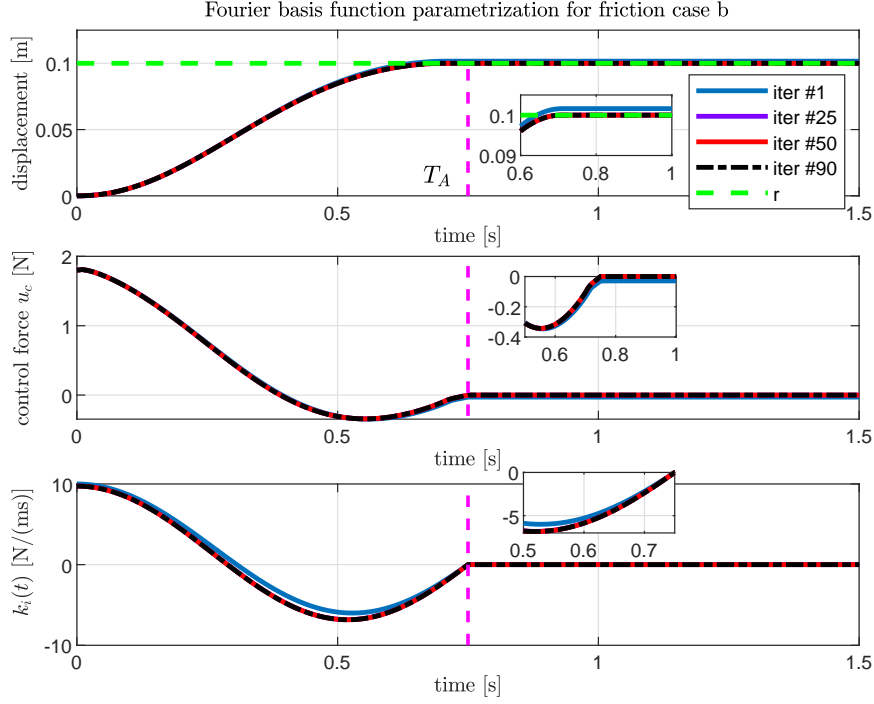 Fourier basis function parametrization for friction case b
displacement [m]
0.1
0.05
0
T_A
0.1
0.09
0.6
0.8
1
iter #1
iter #25
iter #50
iter #90
r
0
0.5
1
1.5
time [s]
control force u_c [N]
2
1
0
0
-0.2
-0.4
0.6
0.8
1
0
0.5
1
1.5
time [s]
k_i(t) [N/(ms)]
10
0
-10
0
-5
0.5
0.6
0.7
0
0.5
1
1.5
time [s]